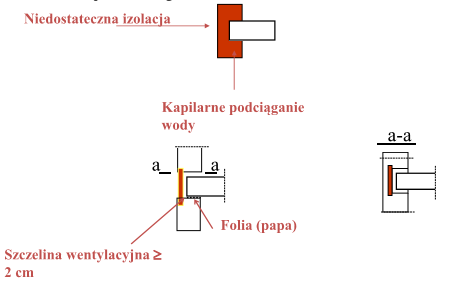 Niedostateczna izolacja
Kapilarne podciąganie
wody
a-a
a a
Folia (papa)
Szczelina wentylacyjna ≥
2 cm